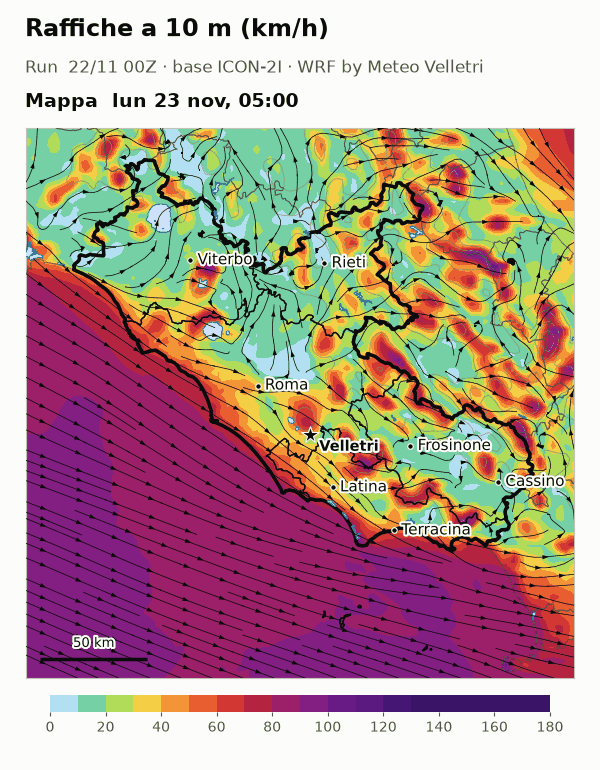 Raffiche a 10 m (km/h)
Run 22/11 00Z · base ICON-2I · WRF by Meteo Velletri
Mappa lun 23 nov, 05:00
Viterbo
Rieti
Roma
Velletri
Frosinone
Cassino
Latina
Terracina
50 km
0 20 40 60 80 100 120 140 160 180